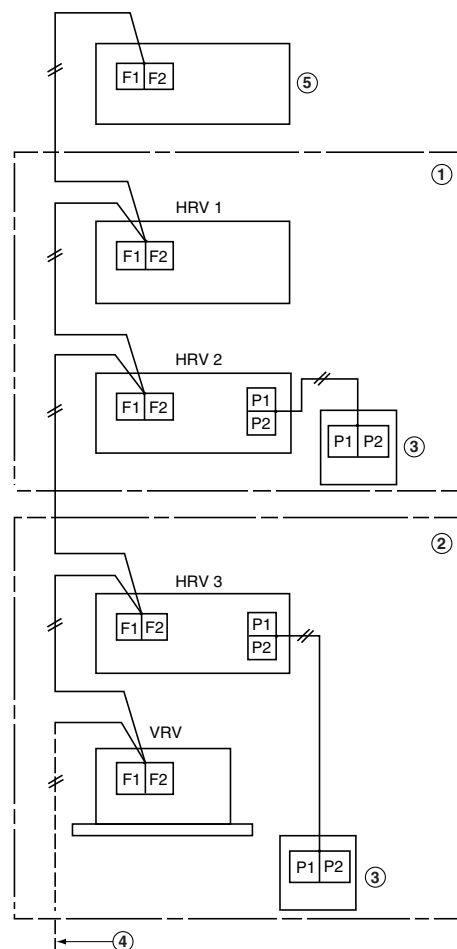 F1 F2
⑤
①
HRV 1
F1 F2
HRV 2
F1 F2
P1
P2
P1 P2
③
②
HRV 3
F1 F2
P1
P2
VRV
F1 F2
P1 P2
③
④